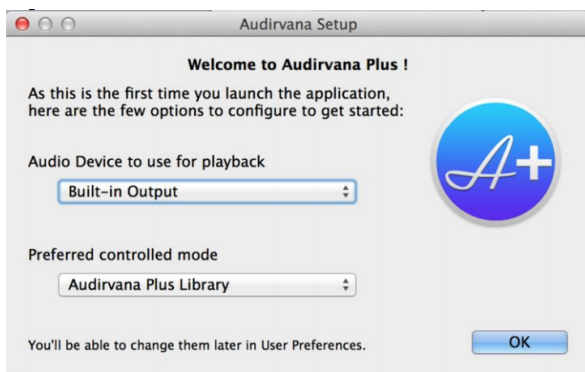 Audirvana Setup
Welcome to Audirvana Plus !
As this is the first time you launch the application,
here are the few options to configure to get started:
A+
Audio Device to use for playback
Built-in Output
Preferred controlled mode
Audirvana Plus Library
You'll be able to change them later in User Preferences.
OK